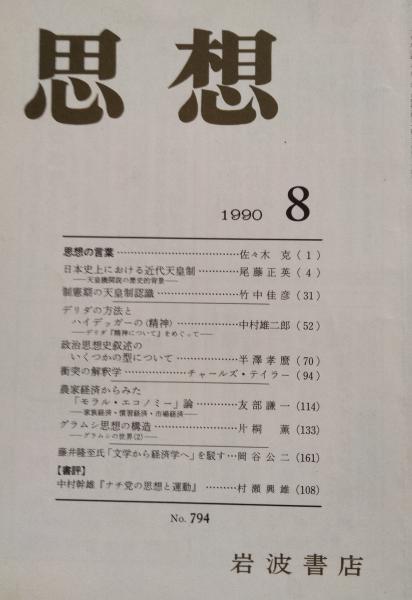 思想
1990 8
思想の言葉……………………………佐々木 克( 1 )
日本史上における近代天皇制…………尾藤正英( 4 )
——天皇機関説の歴史的背景——
制憲期の天皇制認識……………………竹中佳彦(31)
デリダの方法と
ハイデッガーの〈精神〉………………中村雄二郎(52)
——デリダ『精神について』をめぐって——
政治思想史叙述の
いくつかの型について…………………半澤孝麿(70)
衝突の解釈学……………チャールズ・テイラー(94)
農家経済からみた
「モラル・エコノミー」論……………友部謙一(114)
——家族経済・慣習経済・市場経済——
グラムシ思想の構造……………………片桐 薫(133)
——グラムシの世界(2)——
藤井隆至氏「文学から経済学へ」を駁す…岡谷公二(161)
【書評】
中村幹雄『ナチ党の思想と運動』………村瀬興雄(108)
No. 794
岩波書店